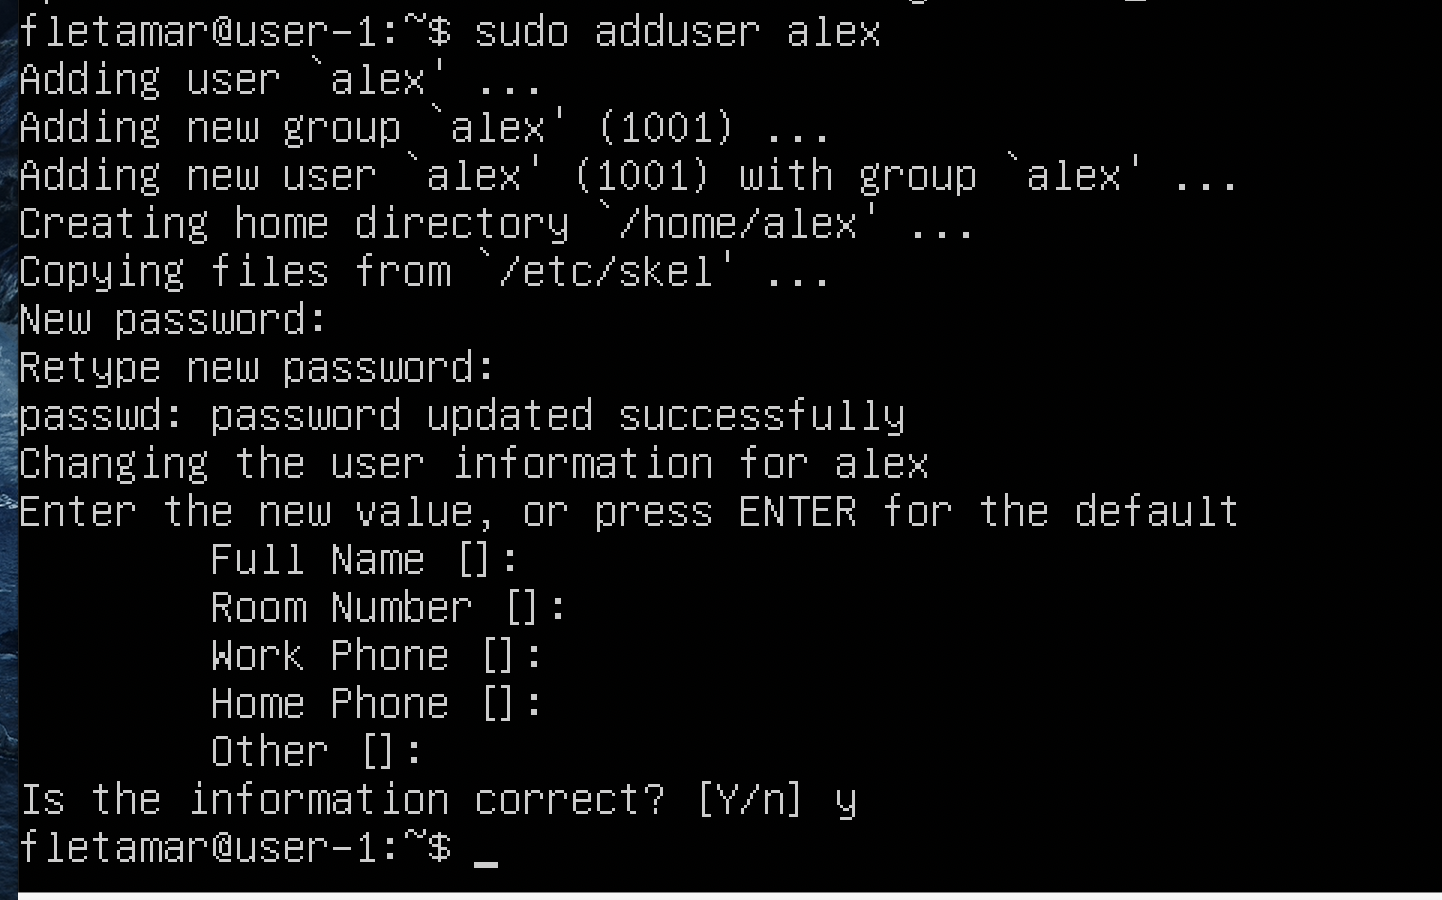 fletamar@user-1:~$ sudo adduser alex
Adding user `alex' ...
Adding new group `alex' (1001) ...
Adding new user `alex' (1001) with group `alex' ...
Creating home directory `/home/alex' ...
Copying files from `/etc/skel' ...
New password:
Retype new password:
passwd: password updated successfully
Changing the user information for alex
Enter the new value, or press ENTER for the default
Full Name []:
Room Number []:
Work Phone []:
Home Phone []:
Other []:
Is the information correct? [Y/n] y
fletamar@user-1:~$ _